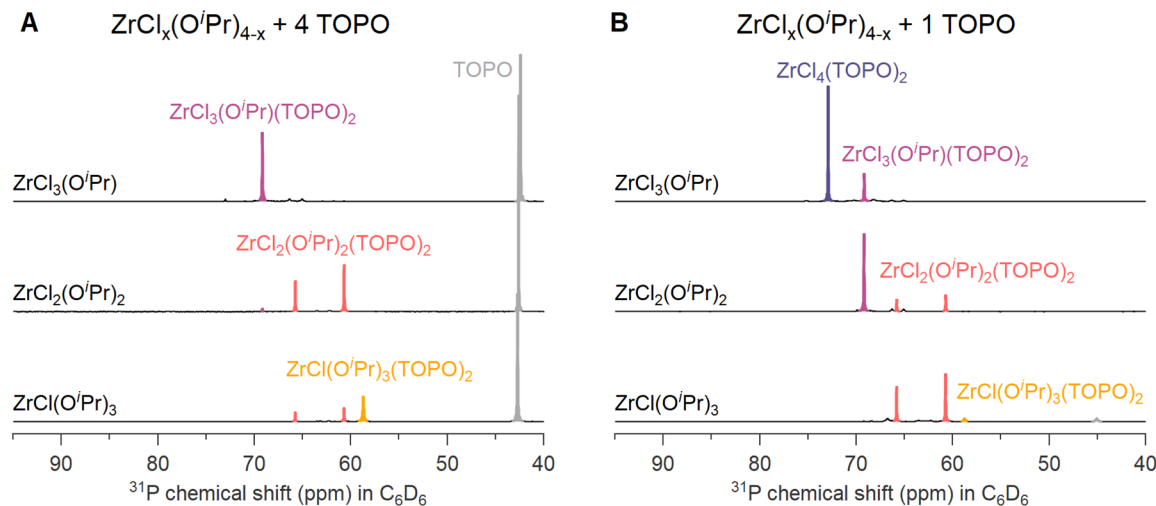 A ZrClₓ(OⁱPr)₄₋ₓ + 4 TOPO
TOPO
ZrCl₃(OⁱPr)(TOPO)₂
ZrCl₃(OⁱPr)
ZrCl₂(OⁱPr)₂(TOPO)₂
ZrCl₂(OⁱPr)₂
ZrCl(OⁱPr)₃(TOPO)₂
ZrCl(OⁱPr)₃
90 80 70 60 50 40
³¹P chemical shift (ppm) in C₆D₆
B ZrClₓ(OⁱPr)₄₋ₓ + 1 TOPO
ZrCl₄(TOPO)₂
ZrCl₃(OⁱPr)(TOPO)₂
ZrCl₃(OⁱPr)
ZrCl₂(OⁱPr)₂(TOPO)₂
ZrCl₂(OⁱPr)₂
ZrCl(OⁱPr)₃(TOPO)₂
ZrCl(OⁱPr)₃
90 80 70 60 50 40
³¹P chemical shift (ppm) in C₆D₆